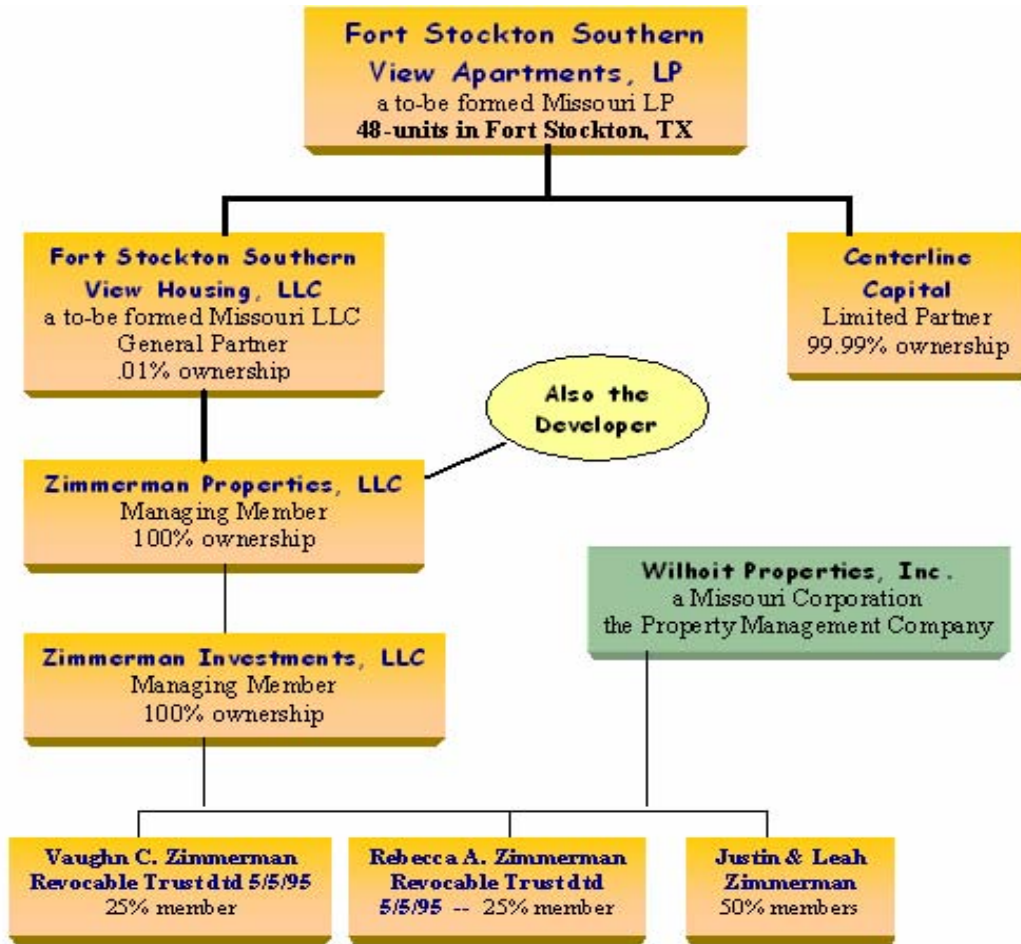 Fort Stockton Southern
View Apartments, LP
a to-be formed Missouri LP
48-units in Fort Stockton, TX
Fort Stockton Southern
View Housing, LLC
a to-be formed Missouri LLC
General Partner
.01% ownership
Centerline
Capital
Limited Partner
99.99% ownership
Also the
Developer
Zimmerman Properties, LLC
Managing Member
100% ownership
Wilhoit Properties, Inc.
a Missouri Corporation
the Property Management Company
Zimmerman Investments, LLC
Managing Member
100% ownership
Vaughn C. Zimmerman
Revocable Trust dtd 5/5/95
25% member
Rebecca A. Zimmerman
Revocable Trust dtd
5/5/95 -- 25% member
Justin & Leah
Zimmerman
50% members